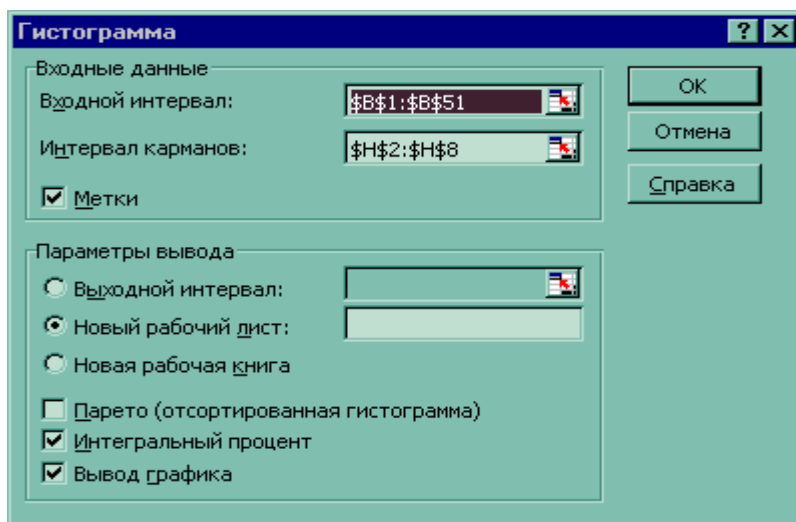 Гистограмма
Входные данные
Входной интервал: $B$1:$B$51
Интервал карманов: $H$2:$H$8
Метки
OK
Отмена
Справка
Параметры вывода
Выходной интервал:
Новый рабочий лист:
Новая рабочая книга
Парето (отсортированная гистограмма)
Интегральный процент
Вывод графика